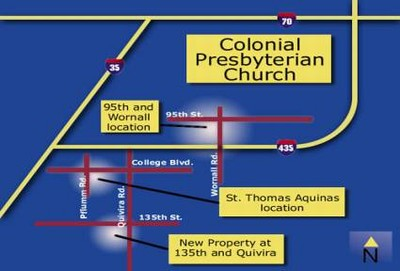 70
Colonial
Presbyterian
Church
35
95th and
Wornall
location
95th St.
435
College Blvd.
Pflumm Rd.
Quivira Rd.
Wornall Rd.
St. Thomas Aquinas
location
135th St.
New Property at
135th and Quivira
N